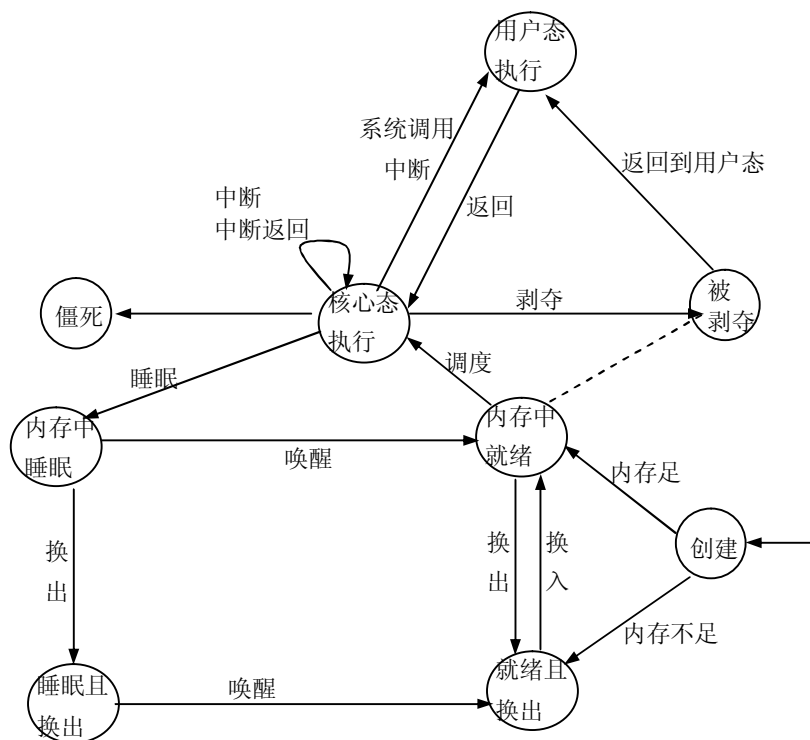 用户态
执行
系统调用
中断
返回到用户态
中断
中断返回
返回
僵死
核心态
执行
剥夺
被
剥夺
睡眠
调度
内存中
睡眠
内存中
就绪
唤醒
内存足
换
出
换
出
换
入
创建
内存不足
睡眠且
换出
唤醒
就绪且
换出